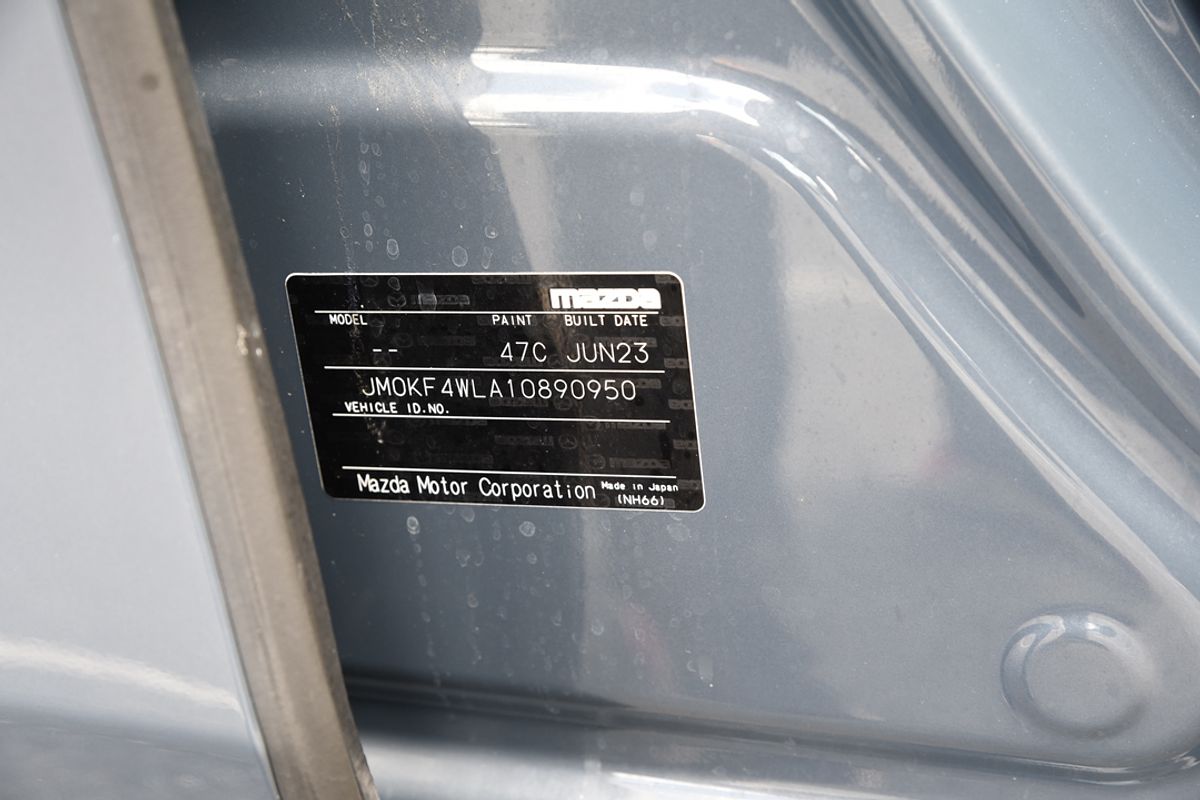 mazda
MODEL PAINT BUILT DATE
-- 47C JUN23
JM0KF4WLA10890950
VEHICLE ID.NO.
Mazda Motor Corporation Made in Japan
(NH66)